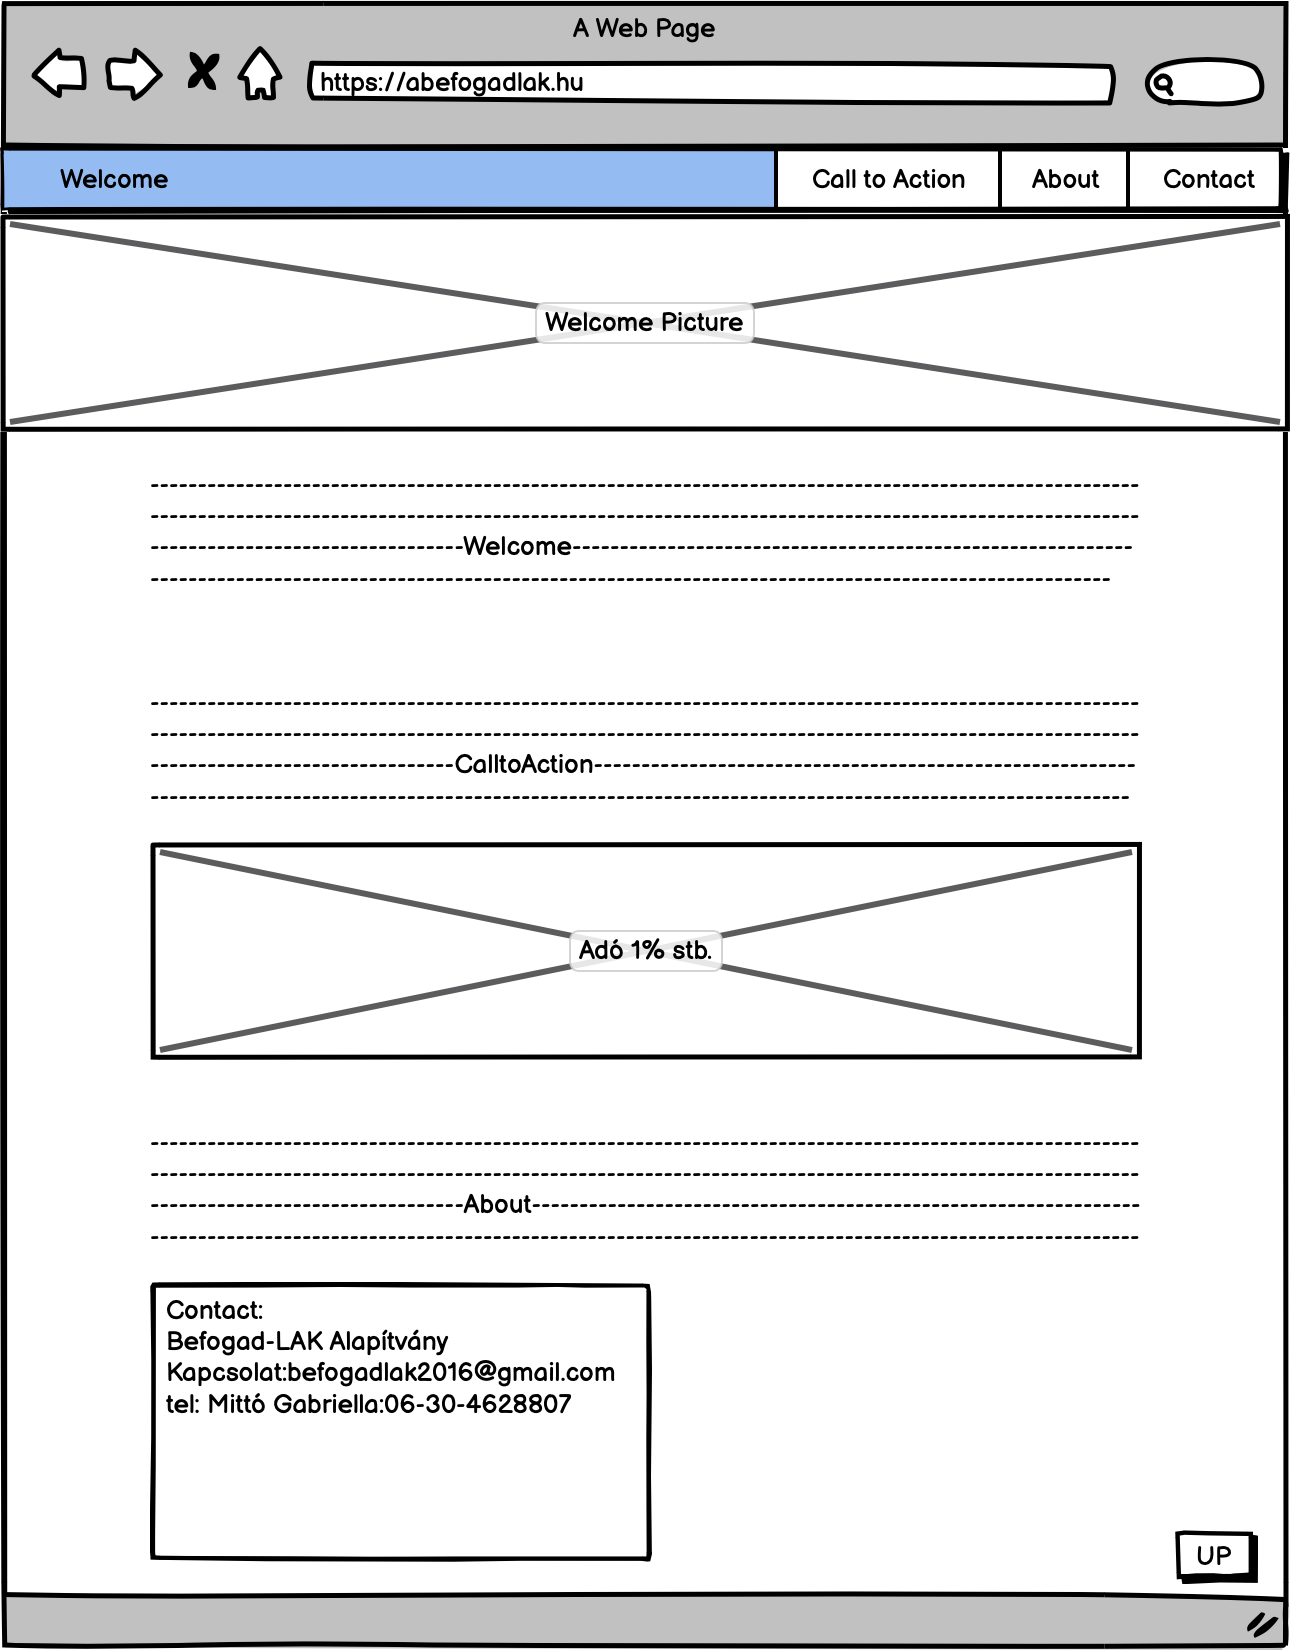 A Web Page
https://abefogadlak.hu
Welcome
Call to Action
About
Contact
Welcome Picture
Welcome
CalltoAction
Adó 1% stb.
About
Contact:
Befogad-LAK Alapítvány
Kapcsolat:befogadlak2016@gmail.com
tel: Mittó Gabriella:06-30-4628807
UP